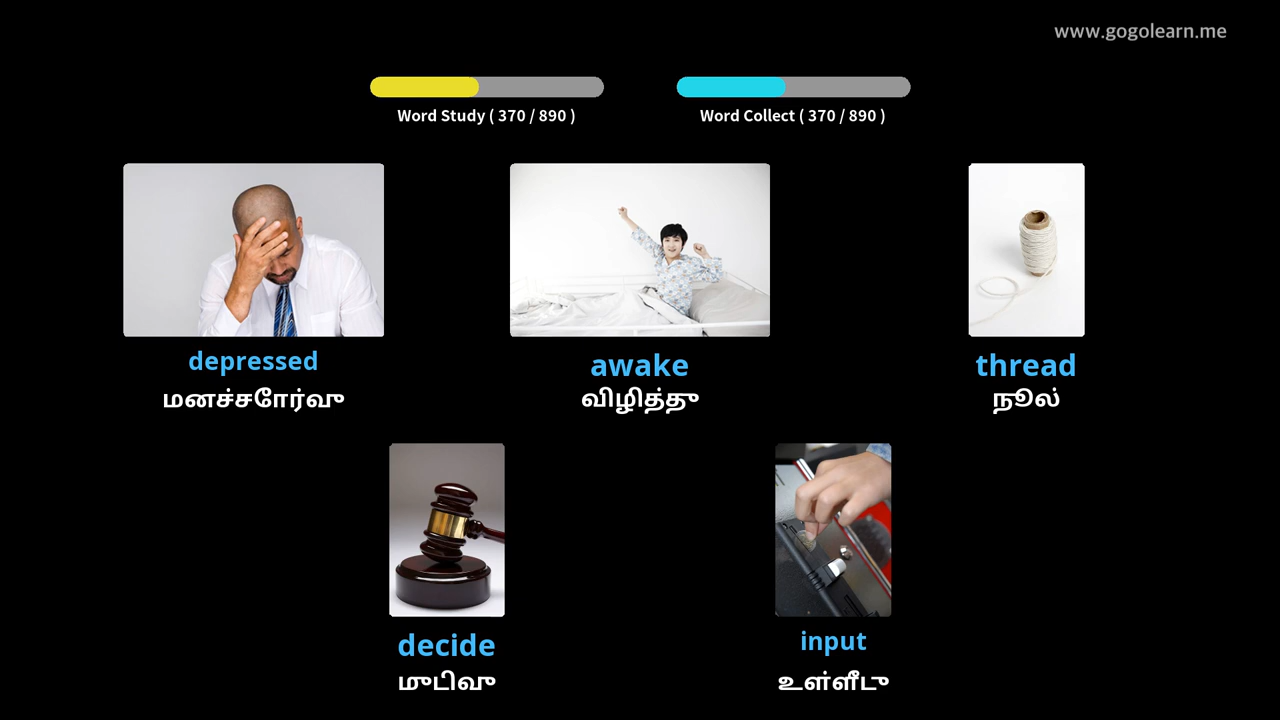 www.gogolearn.me
Word Study ( 370 / 890 )
Word Collect ( 370 / 890 )
depressed
மனச்சோர்வு
awake
விழித்து
thread
நூல்
decide
முடிவு
input
உள்ளீடு